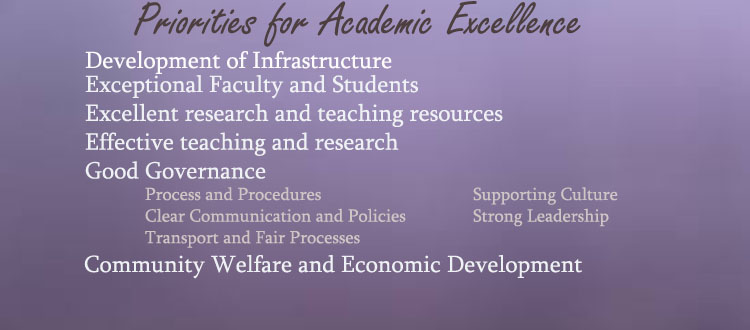 Priorities for Academic Excellence
Development of Infrastructure
Exceptional Faculty and Students
Excellent research and teaching resources
Effective teaching and research
Good Governance
Process and Procedures Supporting Culture
Clear Communication and Policies Strong Leadership
Transport and Fair Processes
Community Welfare and Economic Development